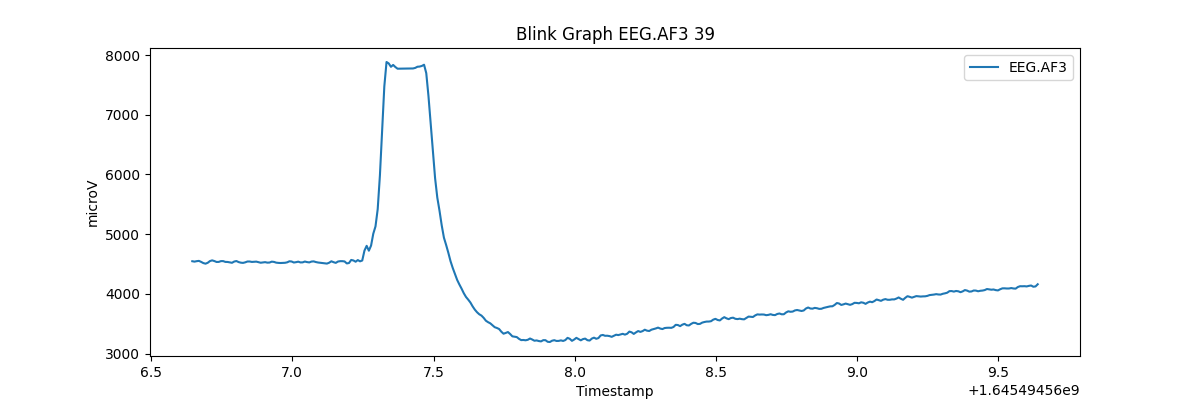 Blink Graph EEG.AF3 39
EEG.AF3
8000
7000
6000
5000
4000
3000
microV
6.5 7.0 7.5 8.0 8.5 9.0 9.5
Timestamp
+1.64549456e9